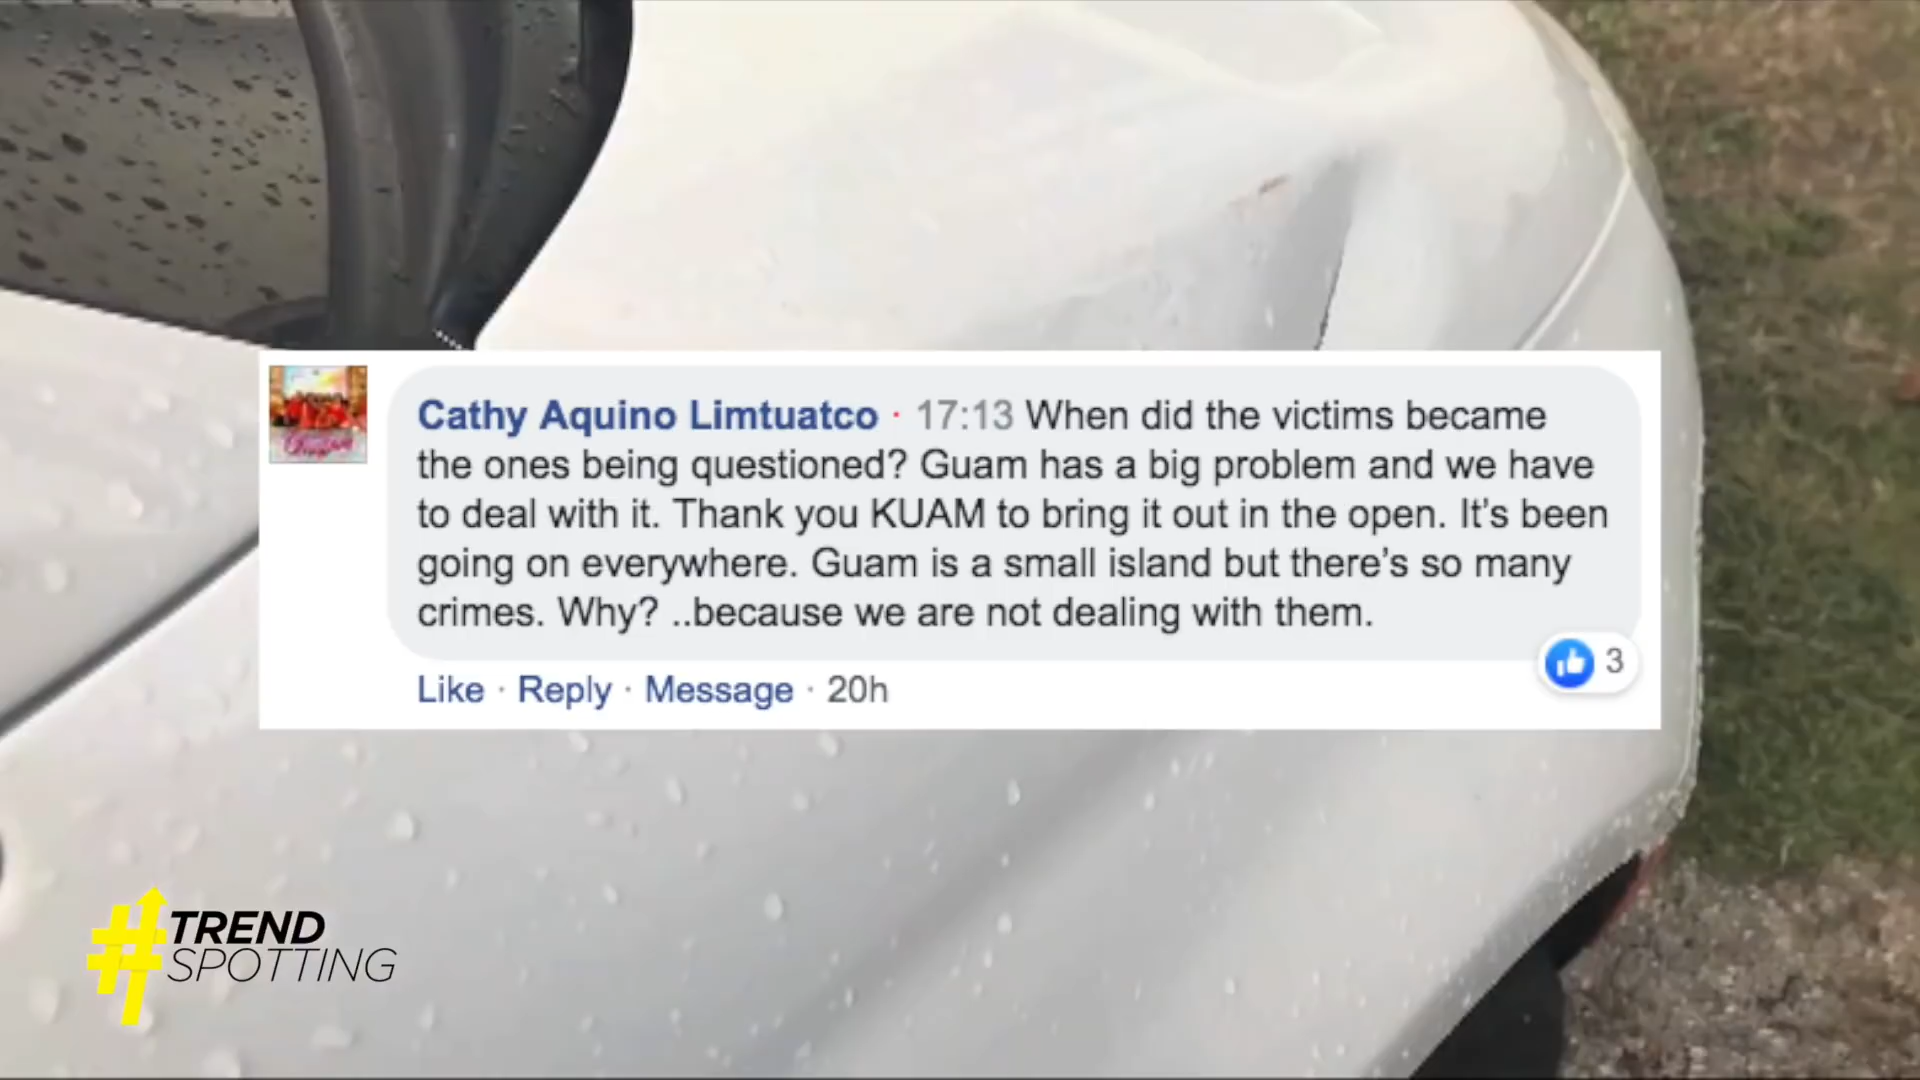 Cathy Aquino Limtuatco · 17:13 When did the victims became
the ones being questioned? Guam has a big problem and we have
to deal with it. Thank you KUAM to bring it out in the open. It's been
going on everywhere. Guam is a small island but there's so many
crimes. Why? ..because we are not dealing with them.
3
Like · Reply · Message · 20h
#TREND
SPOTTING